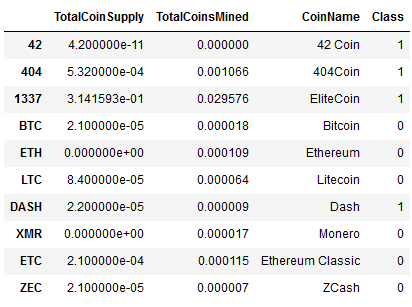 TotalCoinSupply TotalCoinsMined CoinName Class
42 4.200000e-11 0.000000 42 Coin 1
404 5.320000e-04 0.001066 404Coin 1
1337 3.141593e-01 0.029576 EliteCoin 1
BTC 2.100000e-05 0.000018 Bitcoin 0
ETH 0.000000e+00 0.000109 Ethereum 0
LTC 8.400000e-05 0.000064 Litecoin 0
DASH 2.200000e-05 0.000009 Dash 1
XMR 0.000000e+00 0.000017 Monero 0
ETC 2.100000e-04 0.000115 Ethereum Classic 0
ZEC 2.100000e-05 0.000007 ZCash 0